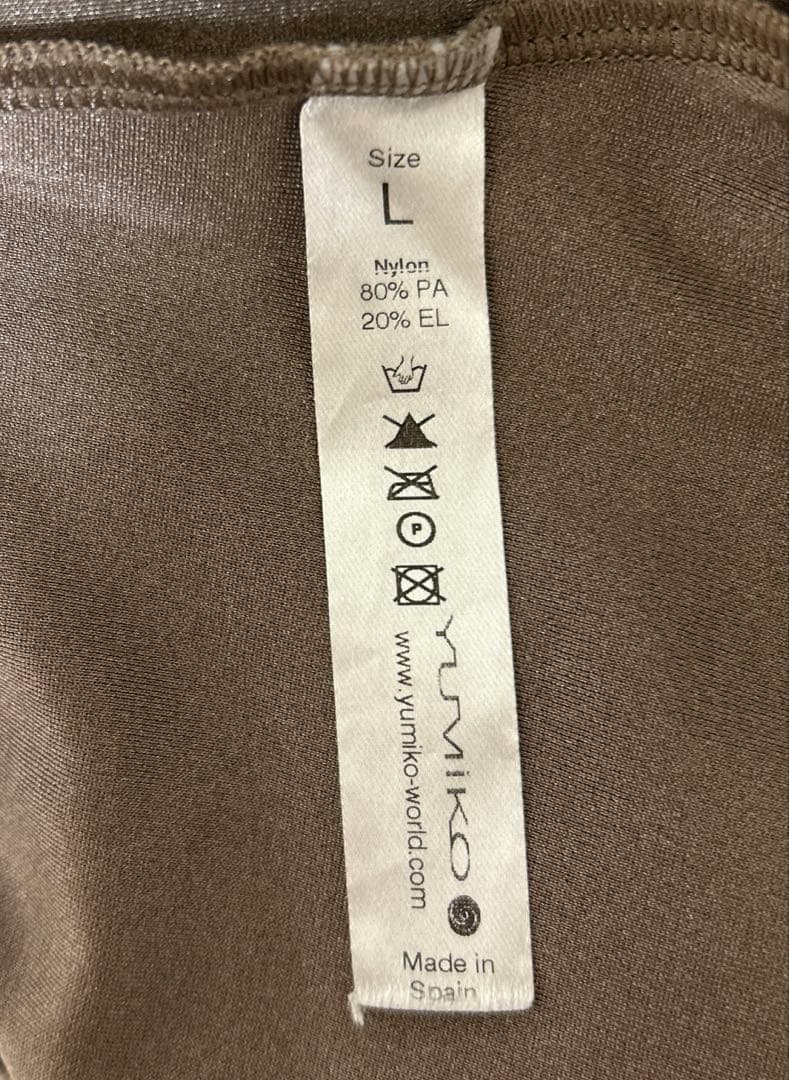 Size
L
Nylon
80% PA
20% EL
P
YUMiKO
www.yumiko-world.com
Made in
Spain